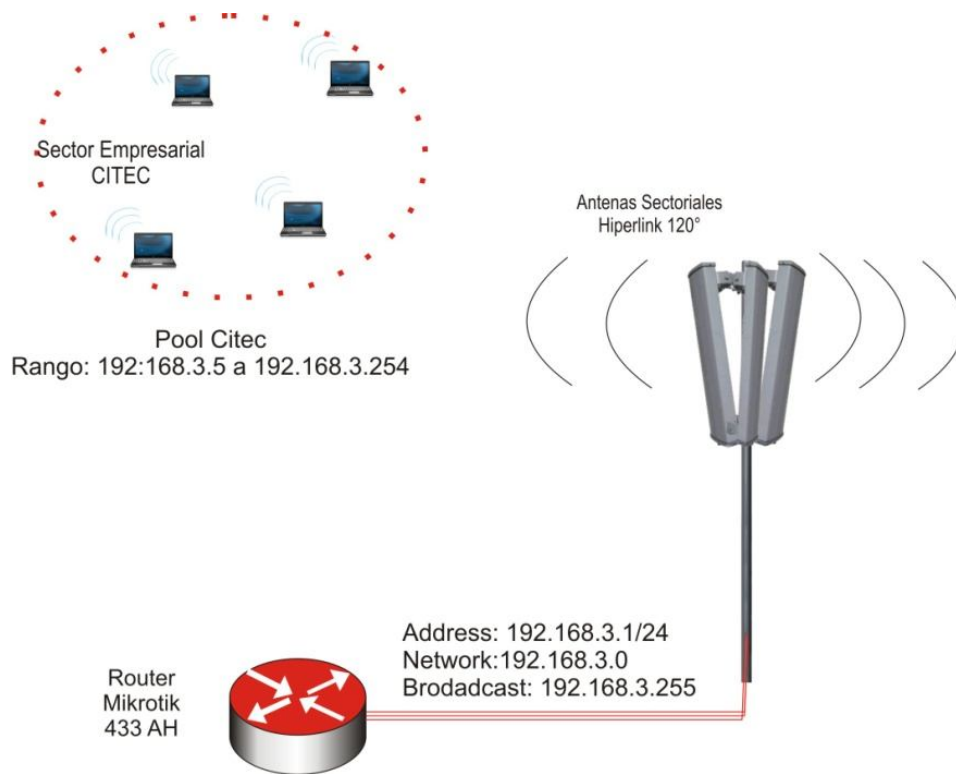 Sector Empresarial
CITEC
Antenas Sectoriales
Hiperlink 120°
Pool Citec
Rango: 192:168.3.5 a 192.168.3.254
Address: 192.168.3.1/24
Network:192.168.3.0
Brodadcast: 192.168.3.255
Router
Mikrotik
433 AH